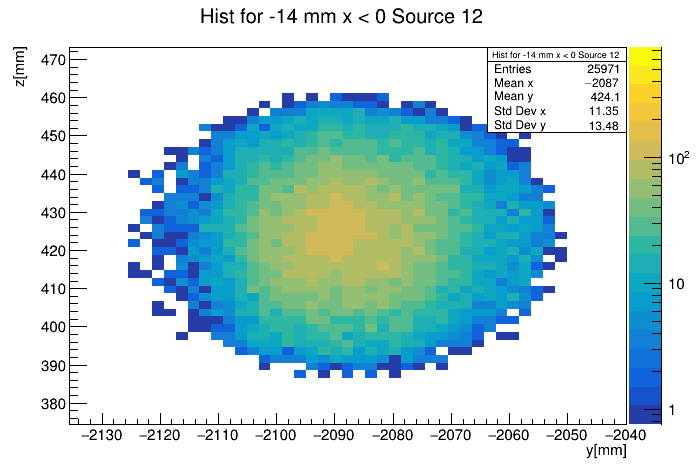 Hist for -14 mm x < 0 Source 12
z[mm]
Hist for -14 mm x < 0 Source 12
Entries 25971
Mean x −2087
Mean y 424.1
Std Dev x 11.35
Std Dev y 13.48
470
460
450
440
430
420
410
400
390
380
10²
10
1
−2130 −2120 −2110 −2100 −2090 −2080 −2070 −2060 −2050 −2040
y[mm]